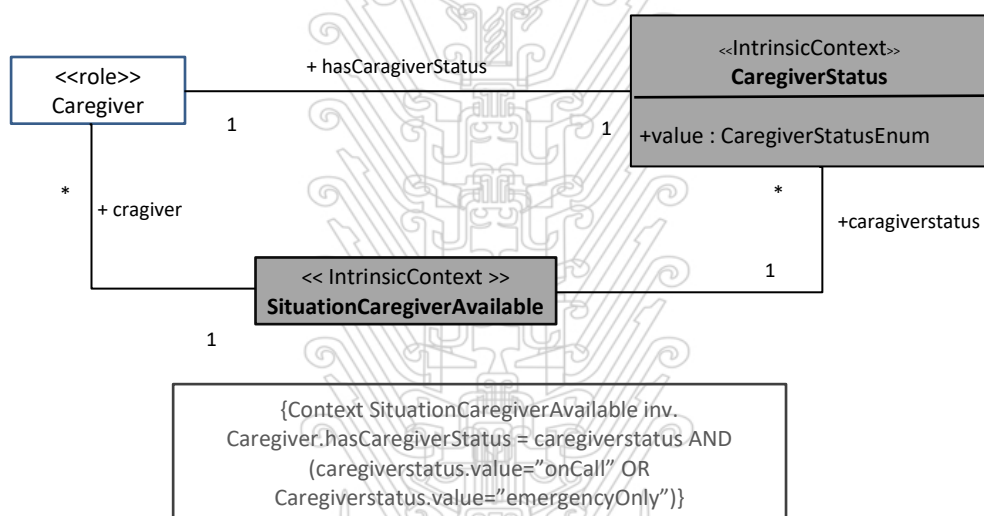 <<IntrinsicContext>>
CaregiverStatus
+value : CaregiverStatusEnum
<<role>>
Caregiver
+ hasCaragiverStatus
1
1
*
+ cragiver
*
+caragiverstatus
<< IntrinsicContext >>
SituationCaregiverAvailable
1
1
{Context SituationCaregiverAvailable inv.
Caregiver.hasCaregiverStatus = caregiverstatus AND
(caregiverstatus.value=”onCall” OR
Caregiverstatus.value=”emergencyOnly”)}